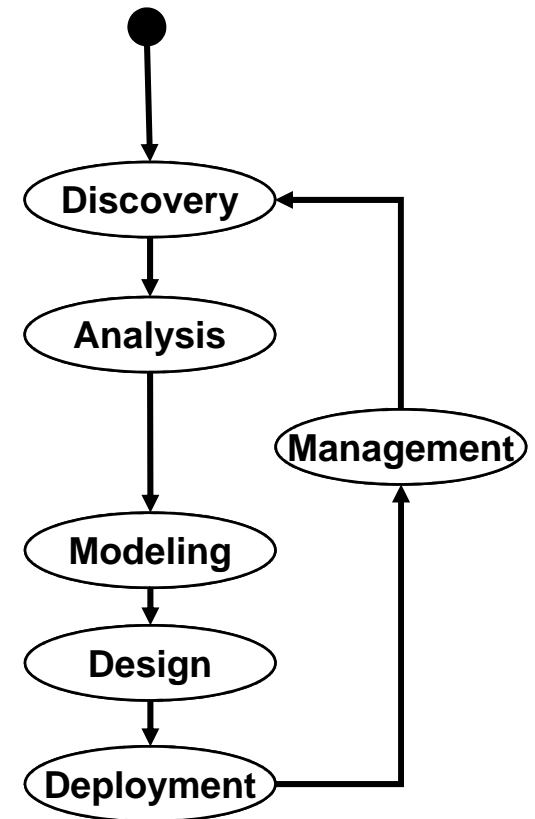 Discovery
Analysis
Management
Modeling
Design
Deployment